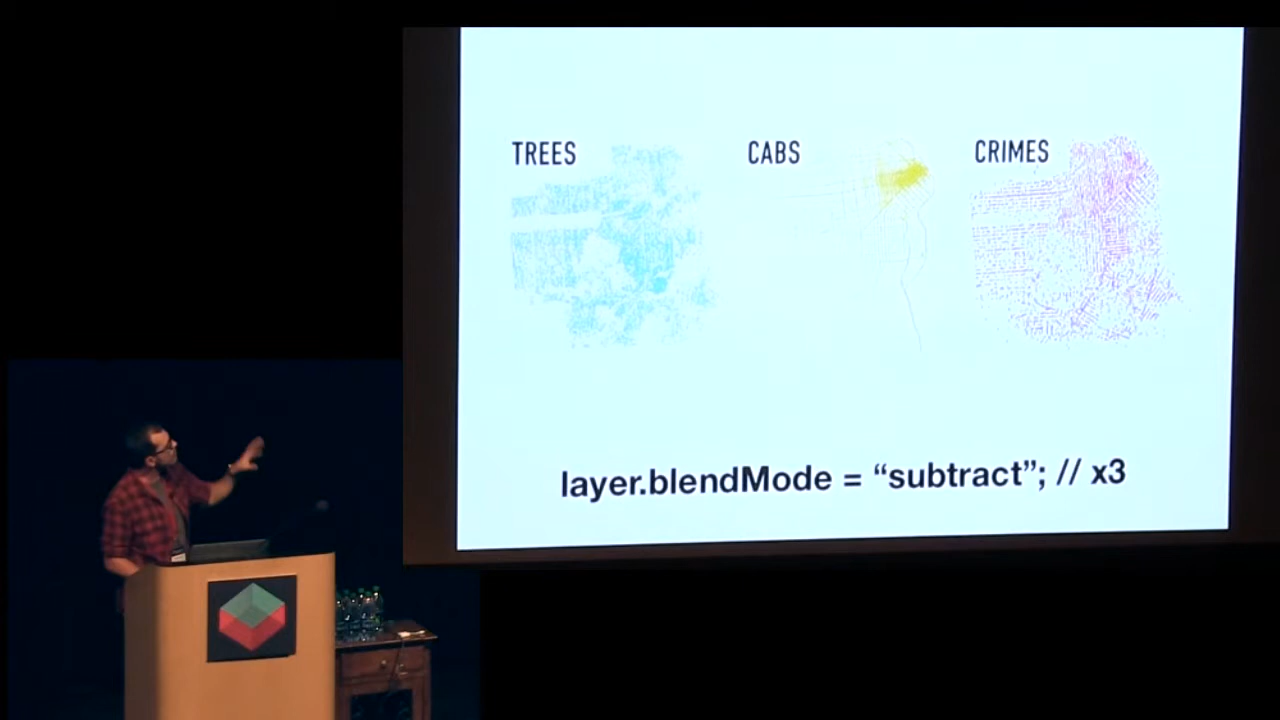 TREES CABS CRIMES
layer.blendMode = “subtract”; // x3